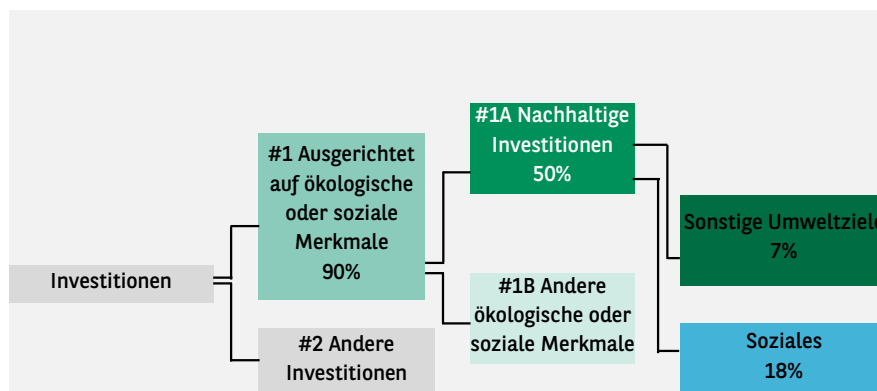 Investitionen
#1 Ausgerichtet
auf ökologische
oder soziale
Merkmale
90%
#2 Andere
Investitionen
#1A Nachhaltige
Investitionen
50%
#1B Andere
ökologische oder
soziale Merkmale
Sonstige Umweltziele
7%
Soziales
18%